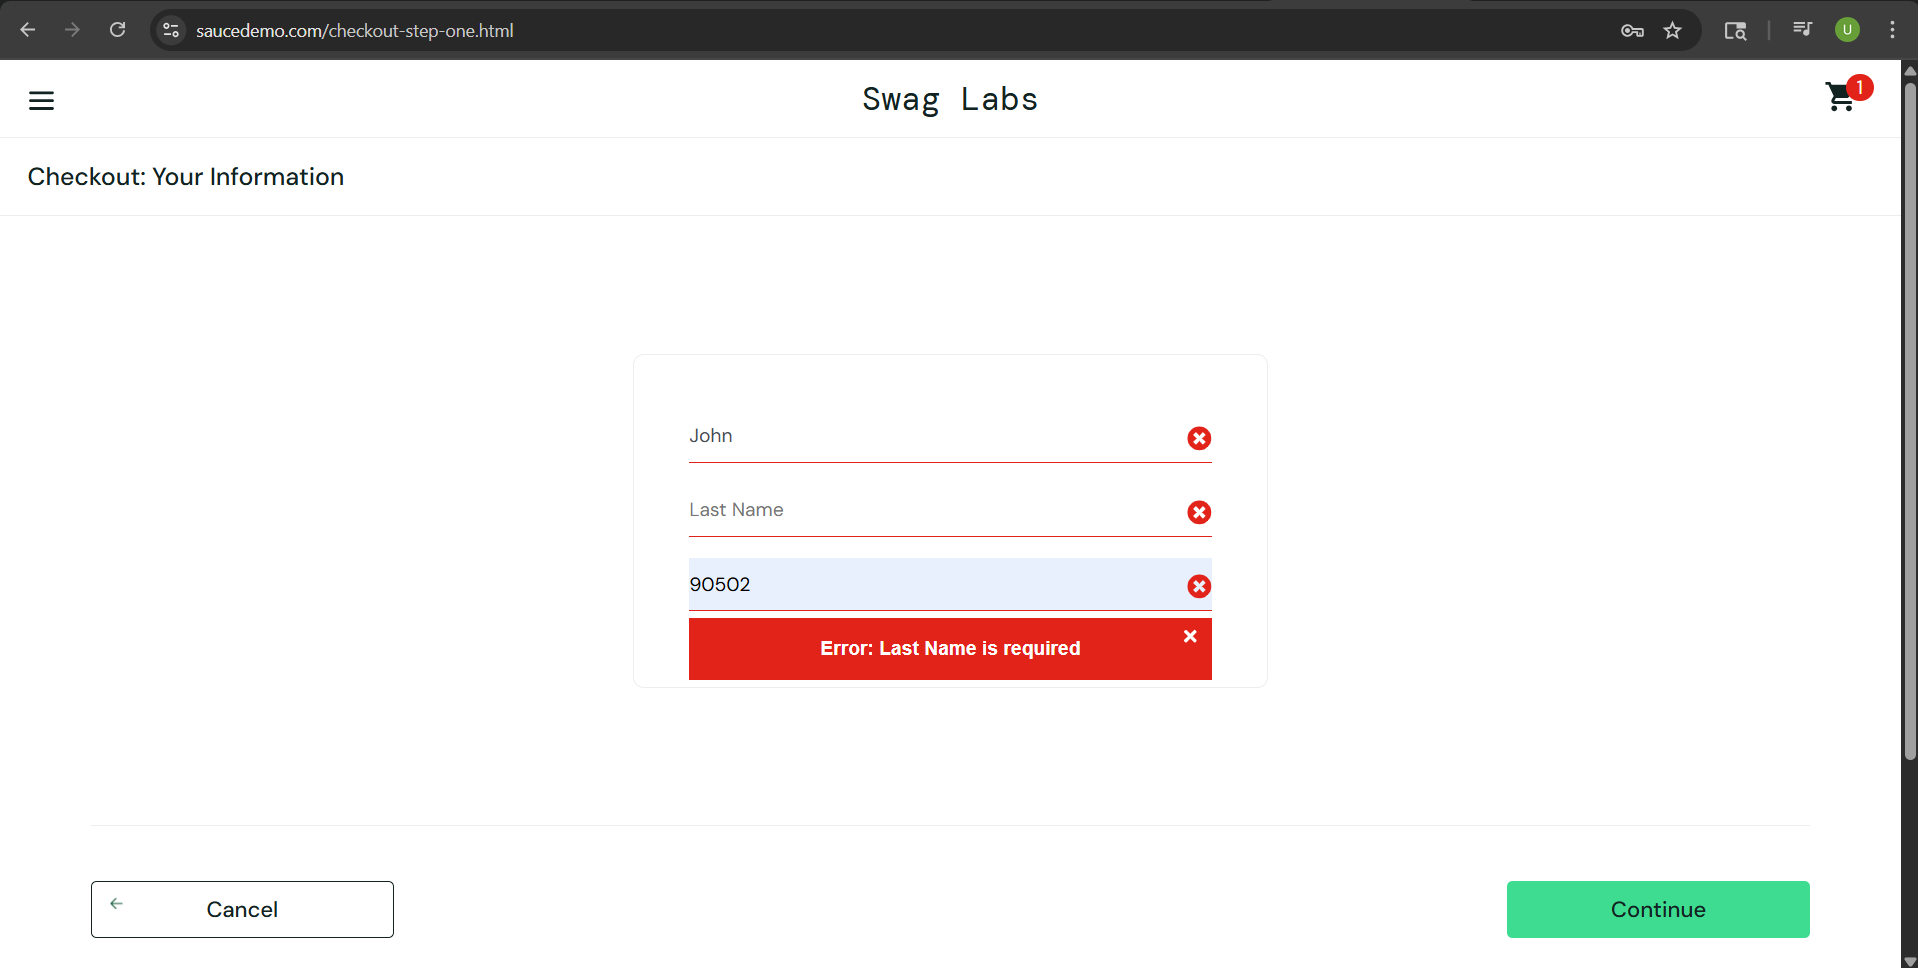 saucedemo.com/checkout-step-one.html
U
Swag Labs
1
Checkout: Your Information
John
Last Name
90502
Error: Last Name is required
Cancel
Continue